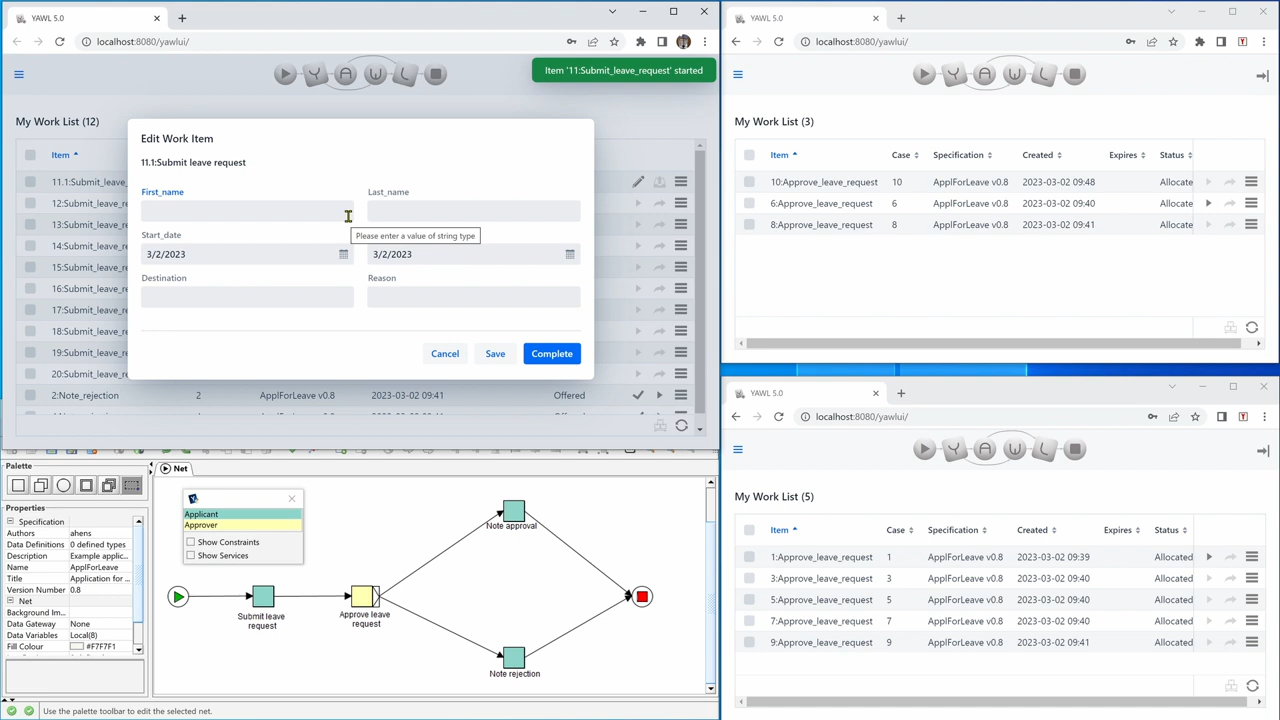 YAWL 5.0
localhost:8080/yawlui/
Y A W L
Item '11:Submit_leave_request' started
My Work List (12)
Item
11.1:Submit_leave_
12:Submit_leave_re
13:Submit_leave_re
14:Submit_leave_re
15:Submit_leave_re
16:Submit_leave_re
17:Submit_leave_re
18:Submit_leave_re
19:Submit_leave_re
20:Submit_leave_re
2:Note_rejection 2 ApplForLeave v0.8 2023-03-02 09:41 Offered
Edit Work Item
11.1:Submit leave request
First_name Last_name
Please enter a value of string type
Start_date
3/2/2023 3/2/2023
Destination Reason
Cancel Save Complete
YAWL 5.0
localhost:8080/yawlui/
Y A W L
My Work List (3)
Item Case Specification Created Expires Status
10:Approve_leave_request 10 ApplForLeave v0.8 2023-03-02 09:48 Allocate
6:Approve_leave_request 6 ApplForLeave v0.8 2023-03-02 09:40 Allocate
8:Approve_leave_request 8 ApplForLeave v0.8 2023-03-02 09:41 Allocate
YAWL 5.0
localhost:8080/yawlui/
Y A W L
My Work List (5)
Item Case Specification Created Expires Status
1:Approve_leave_request 1 ApplForLeave v0.8 2023-03-02 09:39 Allocated
3:Approve_leave_request 3 ApplForLeave v0.8 2023-03-02 09:40 Allocated
5:Approve_leave_request 5 ApplForLeave v0.8 2023-03-02 09:40 Allocated
7:Approve_leave_request 7 ApplForLeave v0.8 2023-03-02 09:40 Allocated
9:Approve_leave_request 9 ApplForLeave v0.8 2023-03-02 09:41 Allocated
Palette
Properties
Specification
Authors ahens
Data Definitions 0 defined types
Description Example applic...
Name ApplForLeave
Title Application for ...
Version Number 0.8
Net
Background Im...
Data Gateway None
Data Variables Local(8)
Fill Colour #F7F7F1
Net
Applicant
Approver
Show Constraints
Show Services
Submit leave
request
Approve leave
request
Note approval
Note rejection
Use the palette toolbar to edit the selected net.